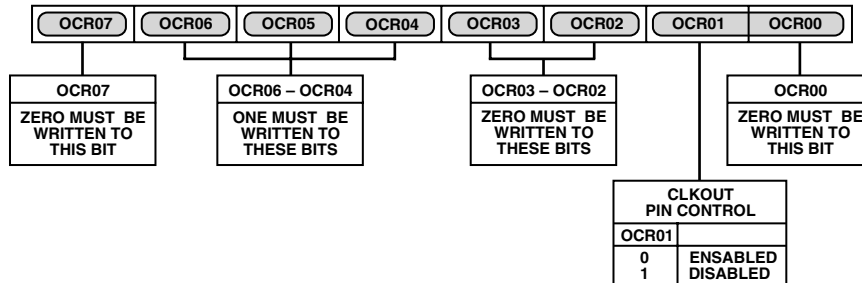 OCR07 OCR06 OCR05 OCR04 OCR03 OCR02 OCR01 OCR00
OCR07
ZERO MUST BE
WRITTEN TO
THIS BIT
OCR06 – OCR04
ONE MUST BE
WRITTEN TO
THESE BITS
OCR03 – OCR02
ZERO MUST BE
WRITTEN TO
THESE BITS
OCR00
ZERO MUST BE
WRITTEN TO
THIS BIT
CLKOUT
PIN CONTROL
OCR01
0 ENSABLED
1 DISABLED